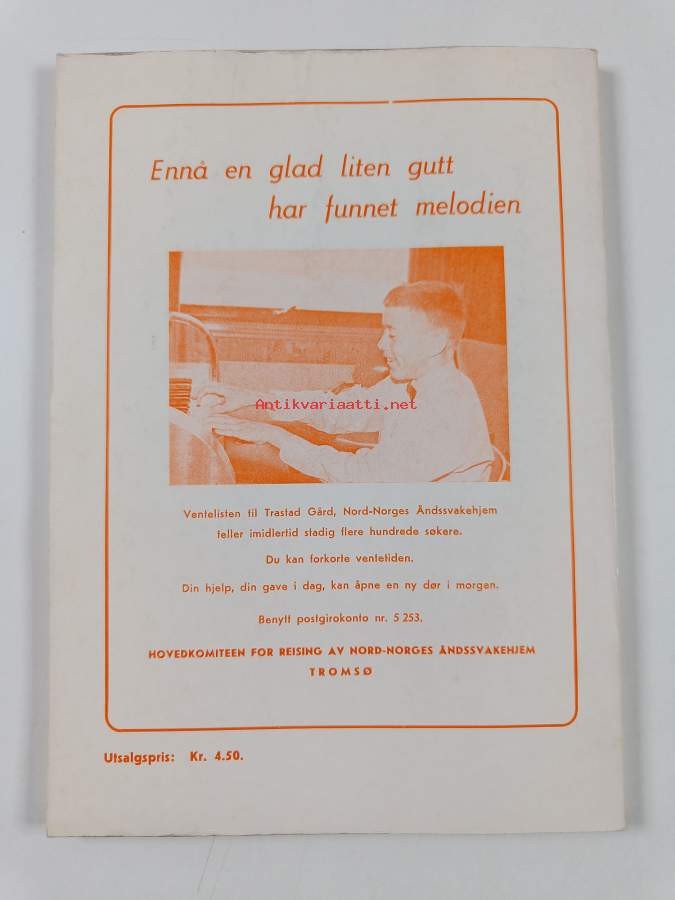 Ennå en glad liten gutt
har funnet melodien
Antikvariaatti.net
Ventelisten til Trastad Gård, Nord-Norges Åndssvakehjem
teller imidlertid stadig flere hundrede søkere.
Du kan forkorte ventetiden.
Din hjelp, din gave i dag, kan åpne en ny dør i morgen.
Benytt postgirokonto nr. 5 253.
HOVEDKOMITEEN FOR REISING AV NORD-NORGES ÅNDSSVAKEHJEM
TROMSØ
Utsalgspris: Kr. 4.50.